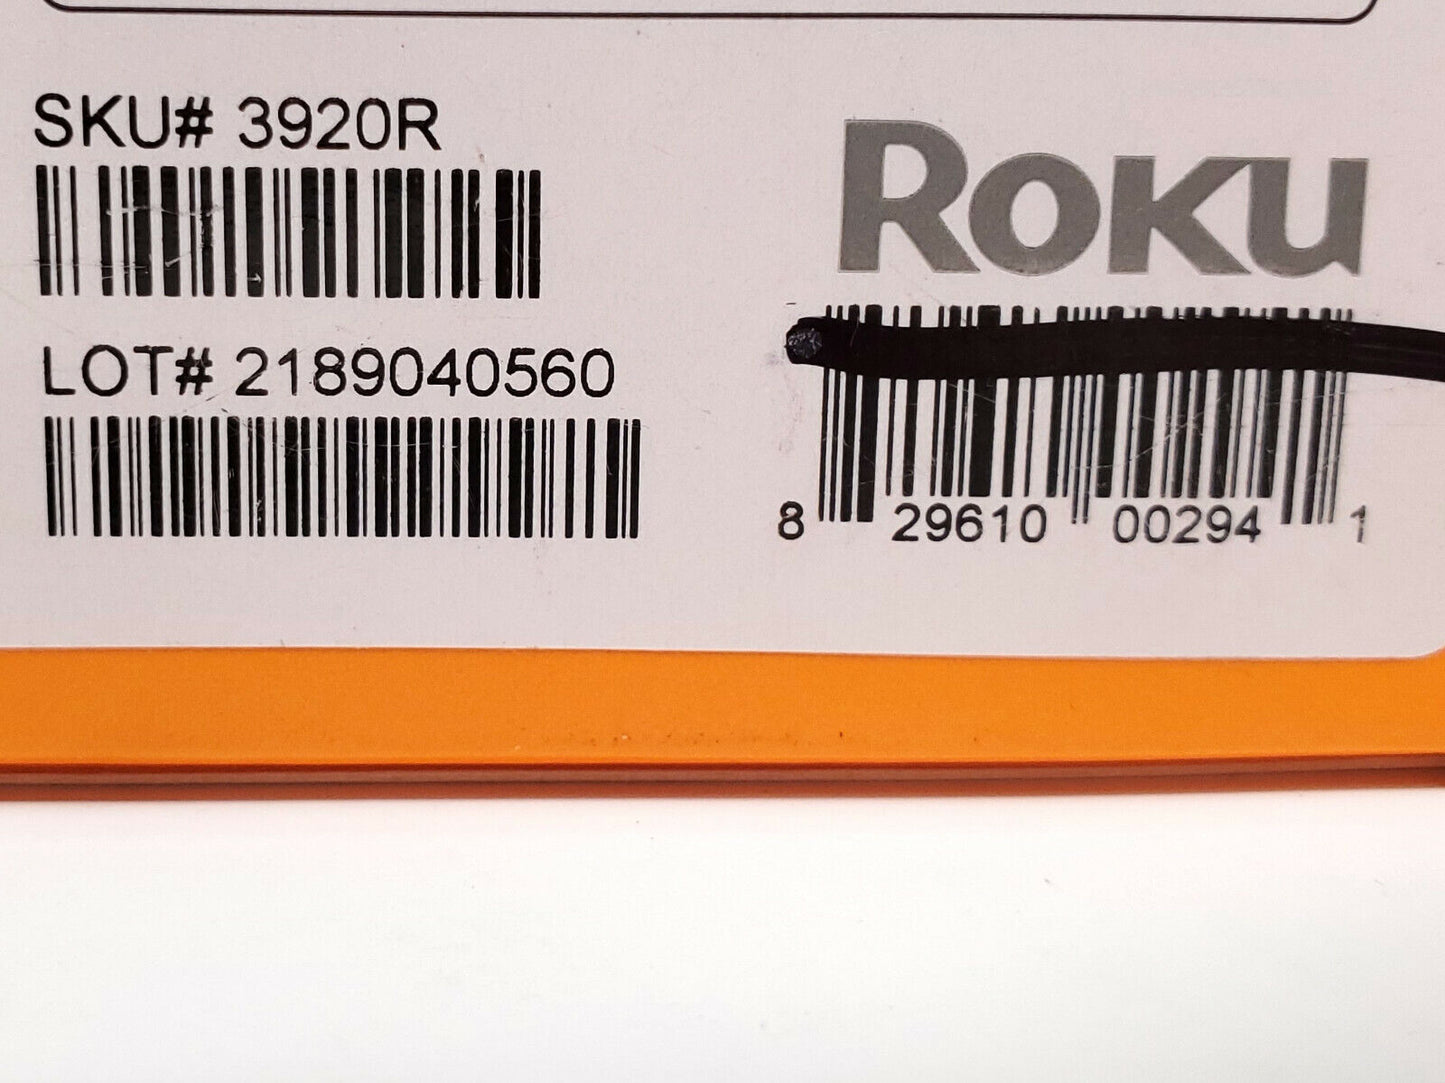 SKU# 3920R
LOT# 2189040560
ROKU
8 29610 00294 1